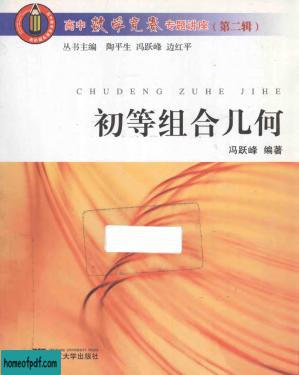 高中数学竞赛专题讲座（第二辑）
丛书主编 陶平生 冯跃峰 边红平
CHUDENG ZUHE JIHE
初等组合几何
冯跃峰 编著
大学出版社
homeofpdf.com